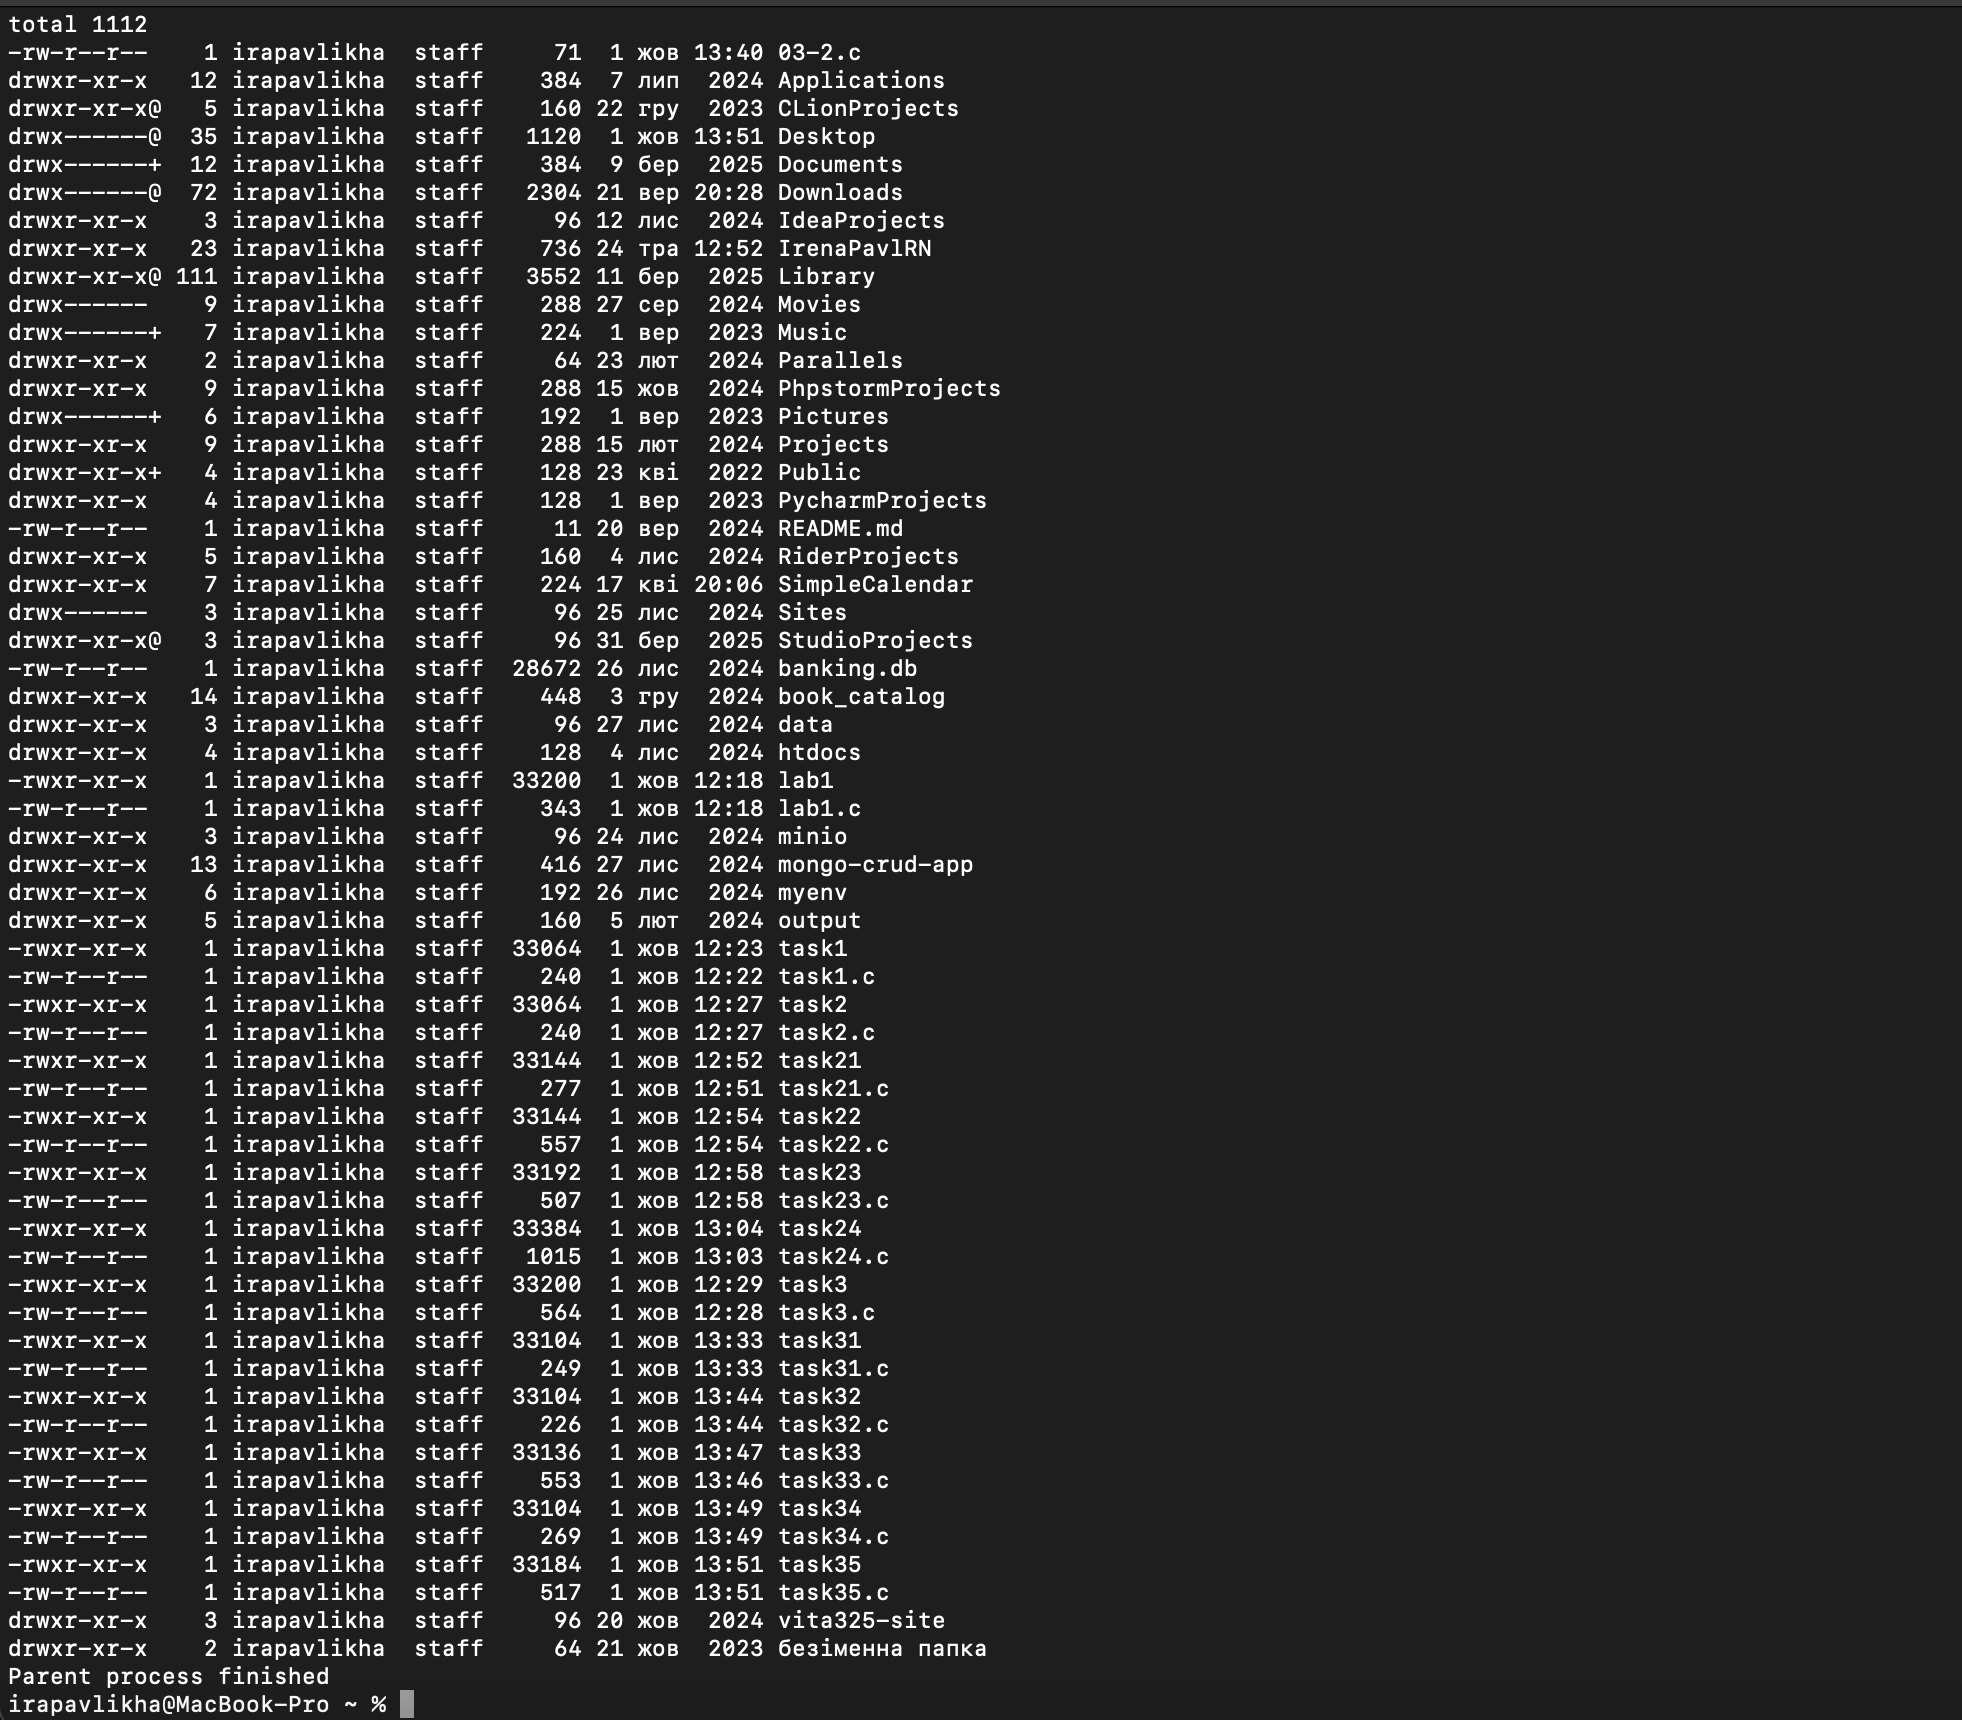 total 1112
-rw-r--r--    1 irapavlikha  staff     71  1 жов 13:40 03-2.c
drwxr-xr-x   12 irapavlikha  staff    384  7 лип  2024 Applications
drwxr-xr-x@   5 irapavlikha  staff    160 22 гру  2023 CLionProjects
drwx------@  35 irapavlikha  staff   1120  1 жов 13:51 Desktop
drwx------+  12 irapavlikha  staff    384  9 бер  2025 Documents
drwx------@  72 irapavlikha  staff   2304 21 вер 20:28 Downloads
drwxr-xr-x    3 irapavlikha  staff     96 12 лис  2024 IdeaProjects
drwxr-xr-x   23 irapavlikha  staff    736 24 тра 12:52 IrenaPavlRN
drwxr-xr-x@ 111 irapavlikha  staff   3552 11 бер  2025 Library
drwx------    9 irapavlikha  staff    288 27 сер  2024 Movies
drwx------+   7 irapavlikha  staff    224  1 вер  2023 Music
drwxr-xr-x    2 irapavlikha  staff     64 23 лют  2024 Parallels
drwxr-xr-x    9 irapavlikha  staff    288 15 жов  2024 PhpstormProjects
drwx------+   6 irapavlikha  staff    192  1 вер  2023 Pictures
drwxr-xr-x    9 irapavlikha  staff    288 15 лют  2024 Projects
drwxr-xr-x+   4 irapavlikha  staff    128 23 кві  2022 Public
drwxr-xr-x    4 irapavlikha  staff    128  1 вер  2023 PycharmProjects
-rw-r--r--    1 irapavlikha  staff     11 20 вер  2024 README.md
drwxr-xr-x    5 irapavlikha  staff    160  4 лис  2024 RiderProjects
drwxr-xr-x    7 irapavlikha  staff    224 17 кві 20:06 SimpleCalendar
drwx------    3 irapavlikha  staff     96 25 лис  2024 Sites
drwxr-xr-x@   3 irapavlikha  staff     96 31 бер  2025 StudioProjects
-rw-r--r--    1 irapavlikha  staff  28672 26 лис  2024 banking.db
drwxr-xr-x   14 irapavlikha  staff    448  3 гру  2024 book_catalog
drwxr-xr-x    3 irapavlikha  staff     96 27 лис  2024 data
drwxr-xr-x    4 irapavlikha  staff    128  4 лис  2024 htdocs
-rwxr-xr-x    1 irapavlikha  staff  33200  1 жов 12:18 lab1
-rw-r--r--    1 irapavlikha  staff    343  1 жов 12:18 lab1.c
drwxr-xr-x    3 irapavlikha  staff     96 24 лис  2024 minio
drwxr-xr-x   13 irapavlikha  staff    416 27 лис  2024 mongo-crud-app
drwxr-xr-x    6 irapavlikha  staff    192 26 лис  2024 myenv
drwxr-xr-x    5 irapavlikha  staff    160  5 лют  2024 output
-rwxr-xr-x    1 irapavlikha  staff  33064  1 жов 12:23 task1
-rw-r--r--    1 irapavlikha  staff    240  1 жов 12:22 task1.c
-rwxr-xr-x    1 irapavlikha  staff  33064  1 жов 12:27 task2
-rw-r--r--    1 irapavlikha  staff    240  1 жов 12:27 task2.c
-rwxr-xr-x    1 irapavlikha  staff  33144  1 жов 12:52 task21
-rw-r--r--    1 irapavlikha  staff    277  1 жов 12:51 task21.c
-rwxr-xr-x    1 irapavlikha  staff  33144  1 жов 12:54 task22
-rw-r--r--    1 irapavlikha  staff    557  1 жов 12:54 task22.c
-rwxr-xr-x    1 irapavlikha  staff  33192  1 жов 12:58 task23
-rw-r--r--    1 irapavlikha  staff    507  1 жов 12:58 task23.c
-rwxr-xr-x    1 irapavlikha  staff  33384  1 жов 13:04 task24
-rw-r--r--    1 irapavlikha  staff   1015  1 жов 13:03 task24.c
-rwxr-xr-x    1 irapavlikha  staff  33200  1 жов 12:29 task3
-rw-r--r--    1 irapavlikha  staff    564  1 жов 12:28 task3.c
-rwxr-xr-x    1 irapavlikha  staff  33104  1 жов 13:33 task31
-rw-r--r--    1 irapavlikha  staff    249  1 жов 13:33 task31.c
-rwxr-xr-x    1 irapavlikha  staff  33104  1 жов 13:44 task32
-rw-r--r--    1 irapavlikha  staff    226  1 жов 13:44 task32.c
-rwxr-xr-x    1 irapavlikha  staff  33136  1 жов 13:47 task33
-rw-r--r--    1 irapavlikha  staff    553  1 жов 13:46 task33.c
-rwxr-xr-x    1 irapavlikha  staff  33104  1 жов 13:49 task34
-rw-r--r--    1 irapavlikha  staff    269  1 жов 13:49 task34.c
-rwxr-xr-x    1 irapavlikha  staff  33184  1 жов 13:51 task35
-rw-r--r--    1 irapavlikha  staff    517  1 жов 13:51 task35.c
drwxr-xr-x    3 irapavlikha  staff     96 20 жов  2024 vita325-site
drwxr-xr-x    2 irapavlikha  staff     64 21 жов  2023 безіменна папка
Parent process finished
irapavlikha@MacBook-Pro ~ %